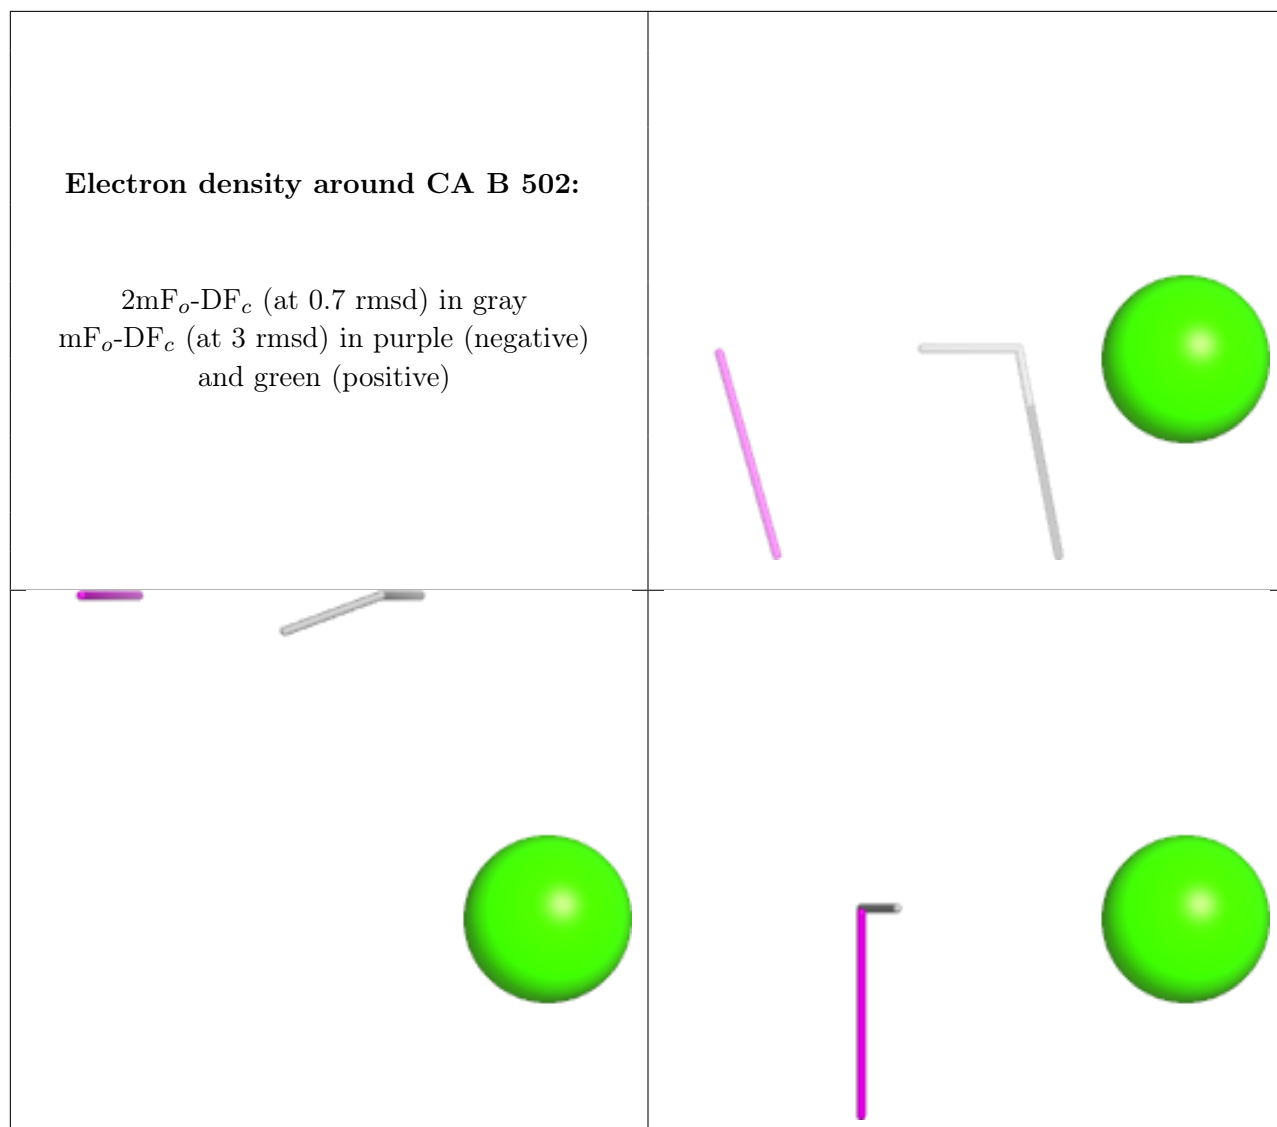 Electron density around CA B 502:
2mFo-DFc (at 0.7 rmsd) in gray
mFo-DFc (at 3 rmsd) in purple (negative)
and green (positive)